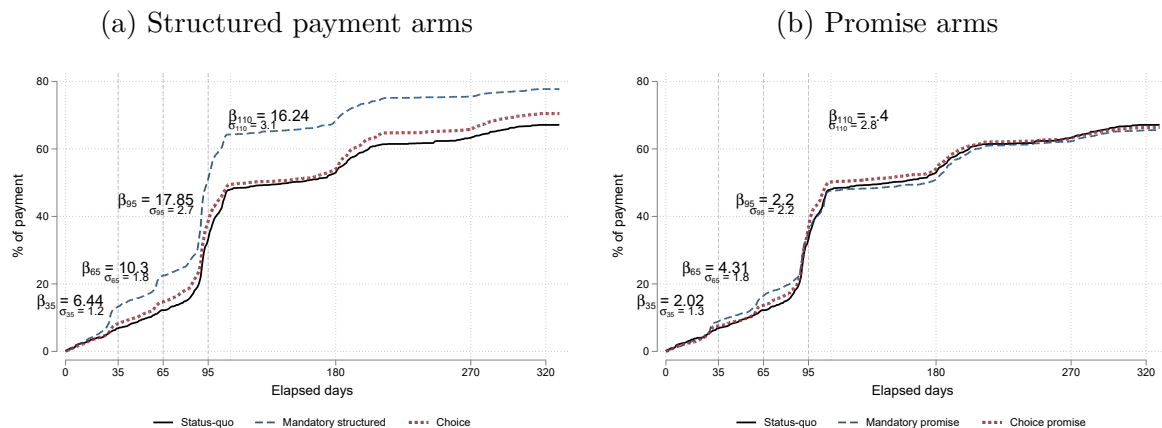 (a) Structured payment arms
80
60
40
20
0
% of payment
β35 = 6.44
σ35 = 1.2
β65 = 10.3
σ65 = 1.8
β95 = 17.85
σ95 = 2.7
β110 = 16.24
σ110 = 3.1
0 35 65 95 180 270 320
Elapsed days
Status-quo Mandatory structured Choice
(b) Promise arms
80
60
40
20
0
% of payment
β35 = 2.02
σ35 = 1.3
β65 = 4.31
σ65 = 1.8
β95 = 2.2
σ95 = 2.2
β110 = -.4
σ110 = 2.8
0 35 65 95 180 270 320
Elapsed days
Status-quo Mandatory promise Choice promise